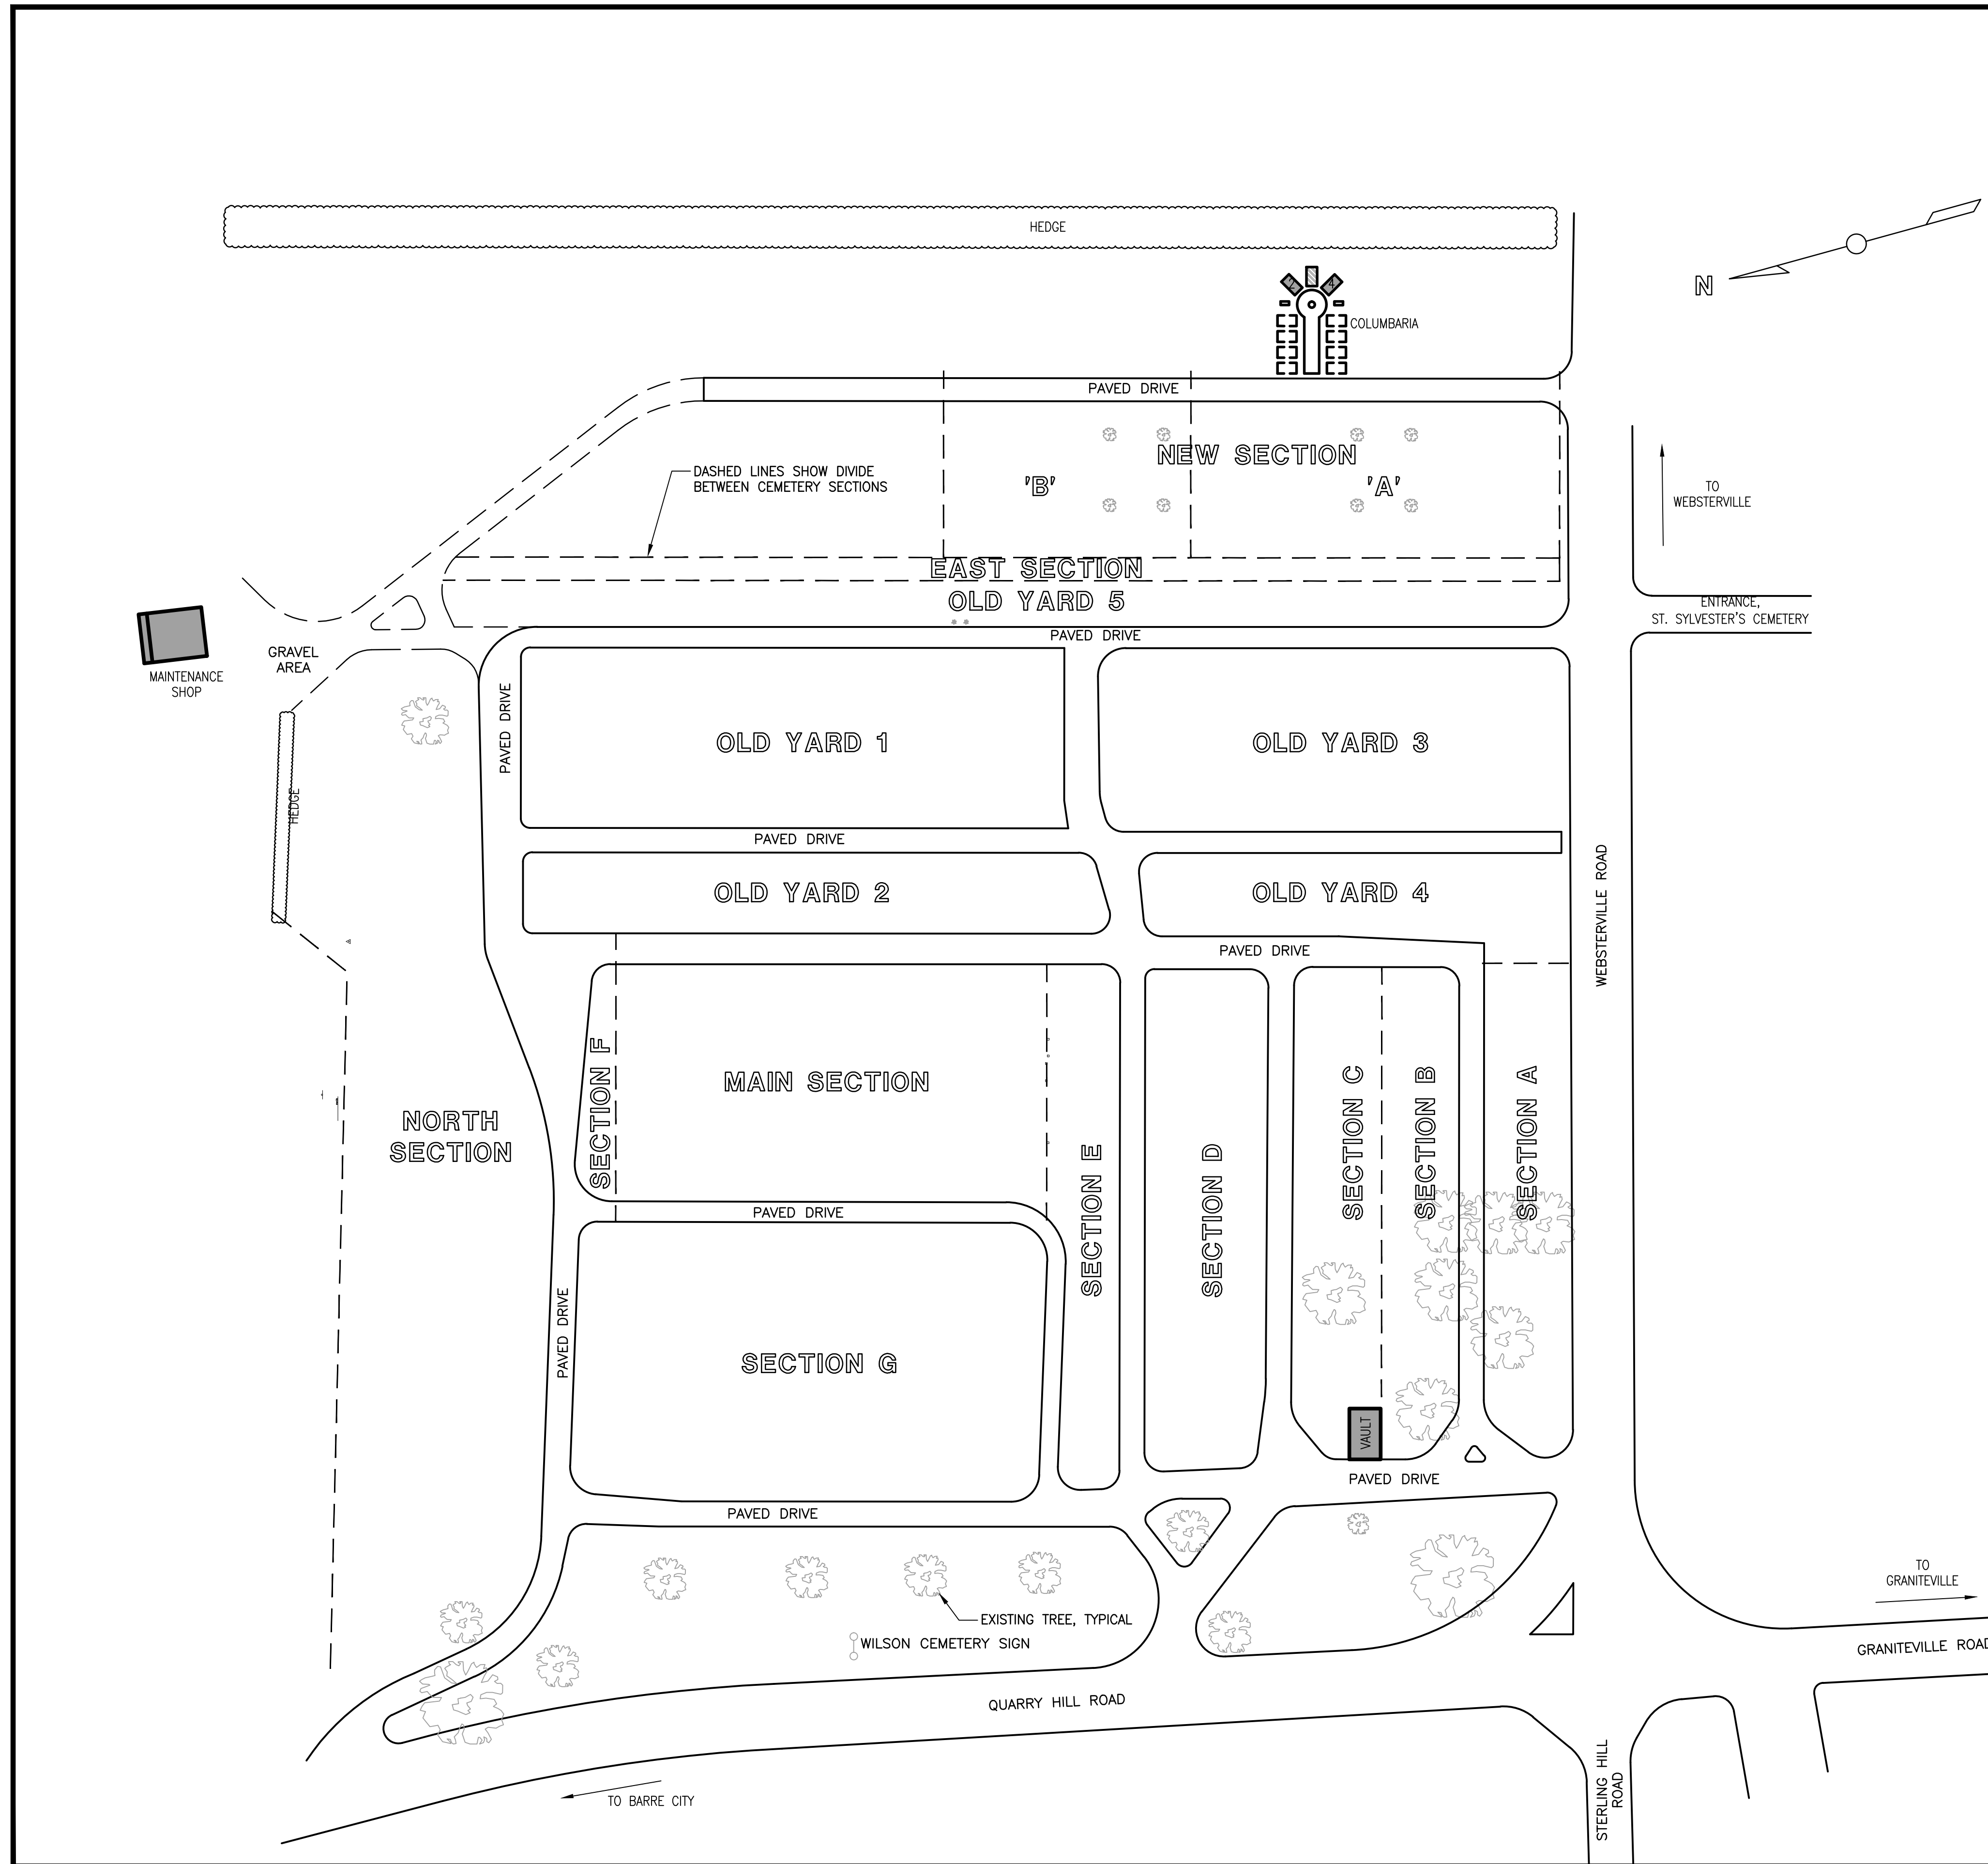 HEDGE
N
2
4
COLUMBARIA
PAVED DRIVE
NEW SECTION
'B'
'A'
DASHED LINES SHOW DIVIDE
BETWEEN CEMETERY SECTIONS
TO
WEBSTERVILLE
EAST SECTION
OLD YARD 5
ENTRANCE,
ST. SYLVESTER'S CEMETERY
PAVED DRIVE
GRAVEL
AREA
MAINTENANCE
SHOP
PAVED DRIVE
OLD YARD 1
OLD YARD 3
HEDGE
PAVED DRIVE
OLD YARD 2
OLD YARD 4
WEBSTERVILLE ROAD
PAVED DRIVE
SECTION F
MAIN SECTION
NORTH
SECTION
SECTION E
SECTION D
SECTION C
SECTION B
SECTION A
PAVED DRIVE
PAVED DRIVE
SECTION G
VAULT
PAVED DRIVE
PAVED DRIVE
EXISTING TREE, TYPICAL
WILSON CEMETERY SIGN
TO
GRANITEVILLE
GRANITEVILLE ROAD
QUARRY HILL ROAD
TO BARRE CITY
STERLING HILL
ROAD